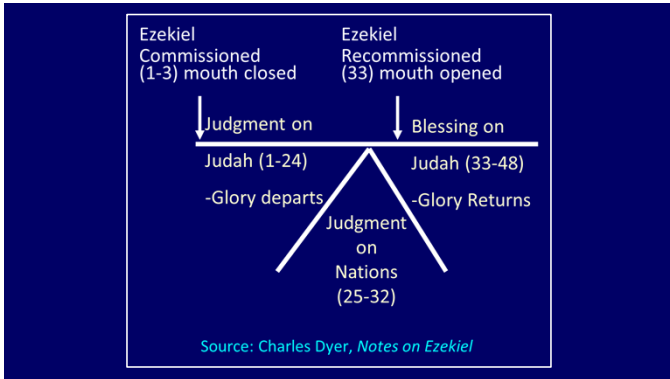 Ezekiel
Commissioned
(1-3) mouth closed
Ezekiel
Recommissioned
(33) mouth opened
Judgment on
Judah (1-24)
-Glory departs
Blessing on
Judah (33-48)
-Glory Returns
Judgment
on
Nations
(25-32)
Source: Charles Dyer, Notes on Ezekiel